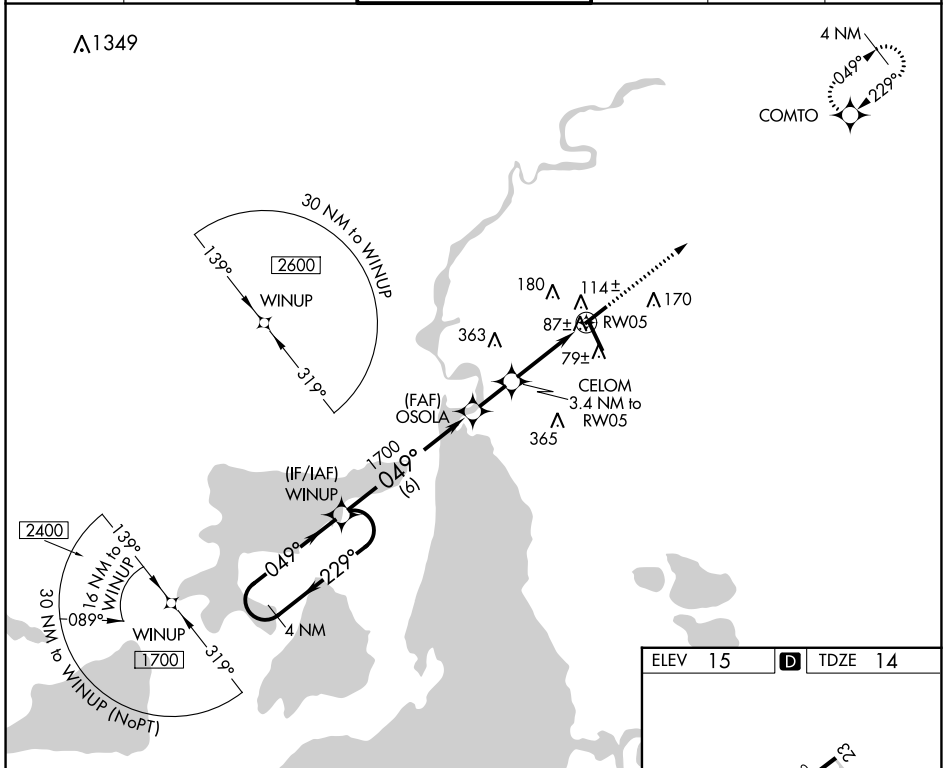 1349
4 NM
049°
229°
COMTO
30 NM to WINUP
139°
2600
WINUP
319°
180
114±
170
87±
RW05
363
79±
CELOM
3.4 NM to
RW05
(FAF)
OSOLA
365
1700
049°
(6)
(IF/IAF)
WINUP
049°
229°
4 NM
2400
139°
16 NM to
WINUP
089°
30 NM to WINUP (NoPT)
WINUP
1700
319°
ELEV 15 D TDZE 14
23